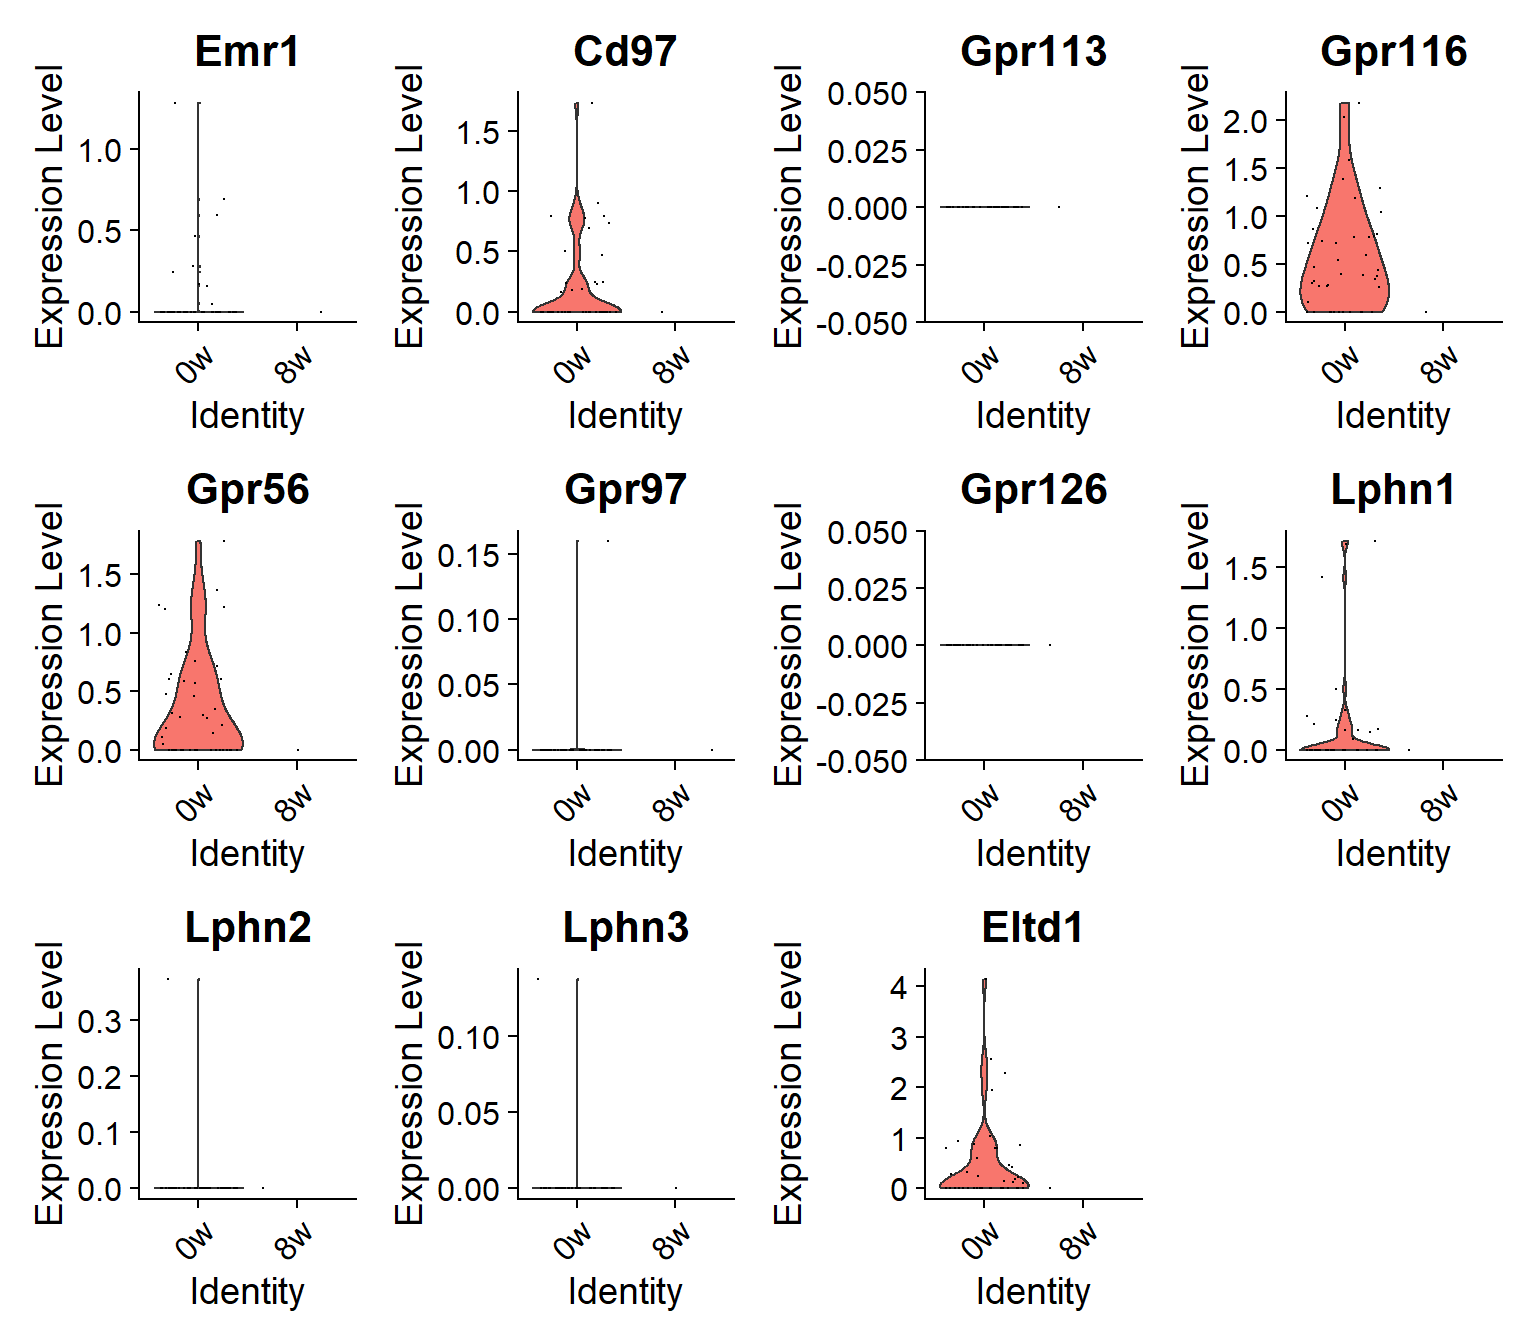 Emr1 Cd97 Gpr113 Gpr116
Expression Level 1.0 0.5 0.0 Expression Level 1.5 1.0 0.5 0.0 Expression Level 0.050 0.025 0.000 -0.025 -0.050 Expression Level 2.0 1.5 1.0 0.5 0.0
0w 8w 0w 8w 0w 8w 0w 8w
Identity Identity Identity Identity
Gpr56 Gpr97 Gpr126 Lphn1
Expression Level 1.5 1.0 0.5 0.0 Expression Level 0.15 0.10 0.05 0.00 Expression Level 0.050 0.025 0.000 -0.025 -0.050 Expression Level 1.5 1.0 0.5 0.0
0w 8w 0w 8w 0w 8w 0w 8w
Identity Identity Identity Identity
Lphn2 Lphn3 Eltd1
Expression Level 0.3 0.2 0.1 0.0 Expression Level 0.10 0.05 0.00 Expression Level 4 3 2 1 0
0w 8w 0w 8w 0w 8w
Identity Identity Identity